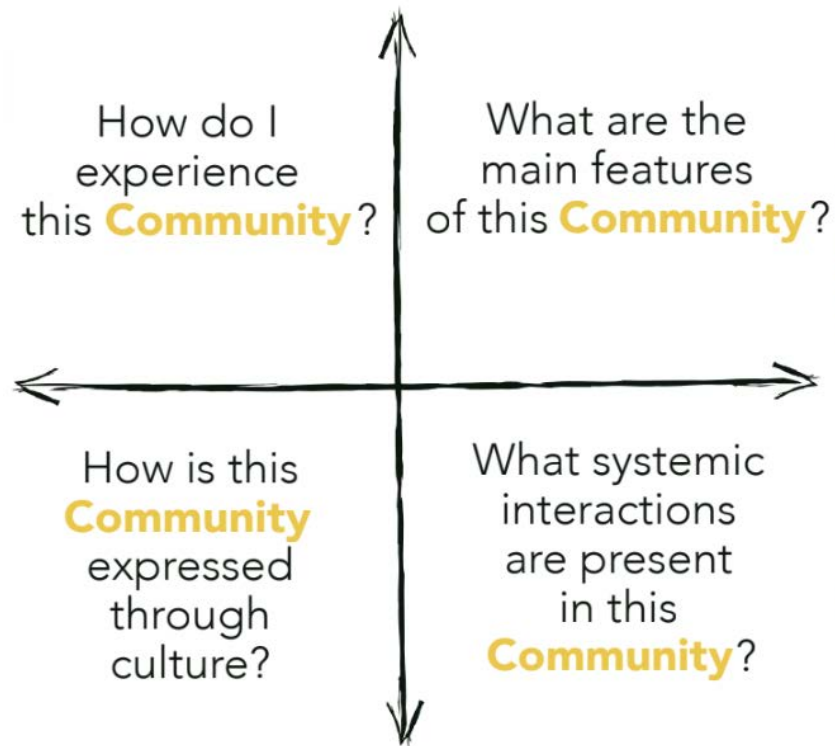 How do I
experience
this Community?
What are the
main features
of this Community?
How is this
Community
expressed
through
culture?
What systemic
interactions
are present
in this
Community?